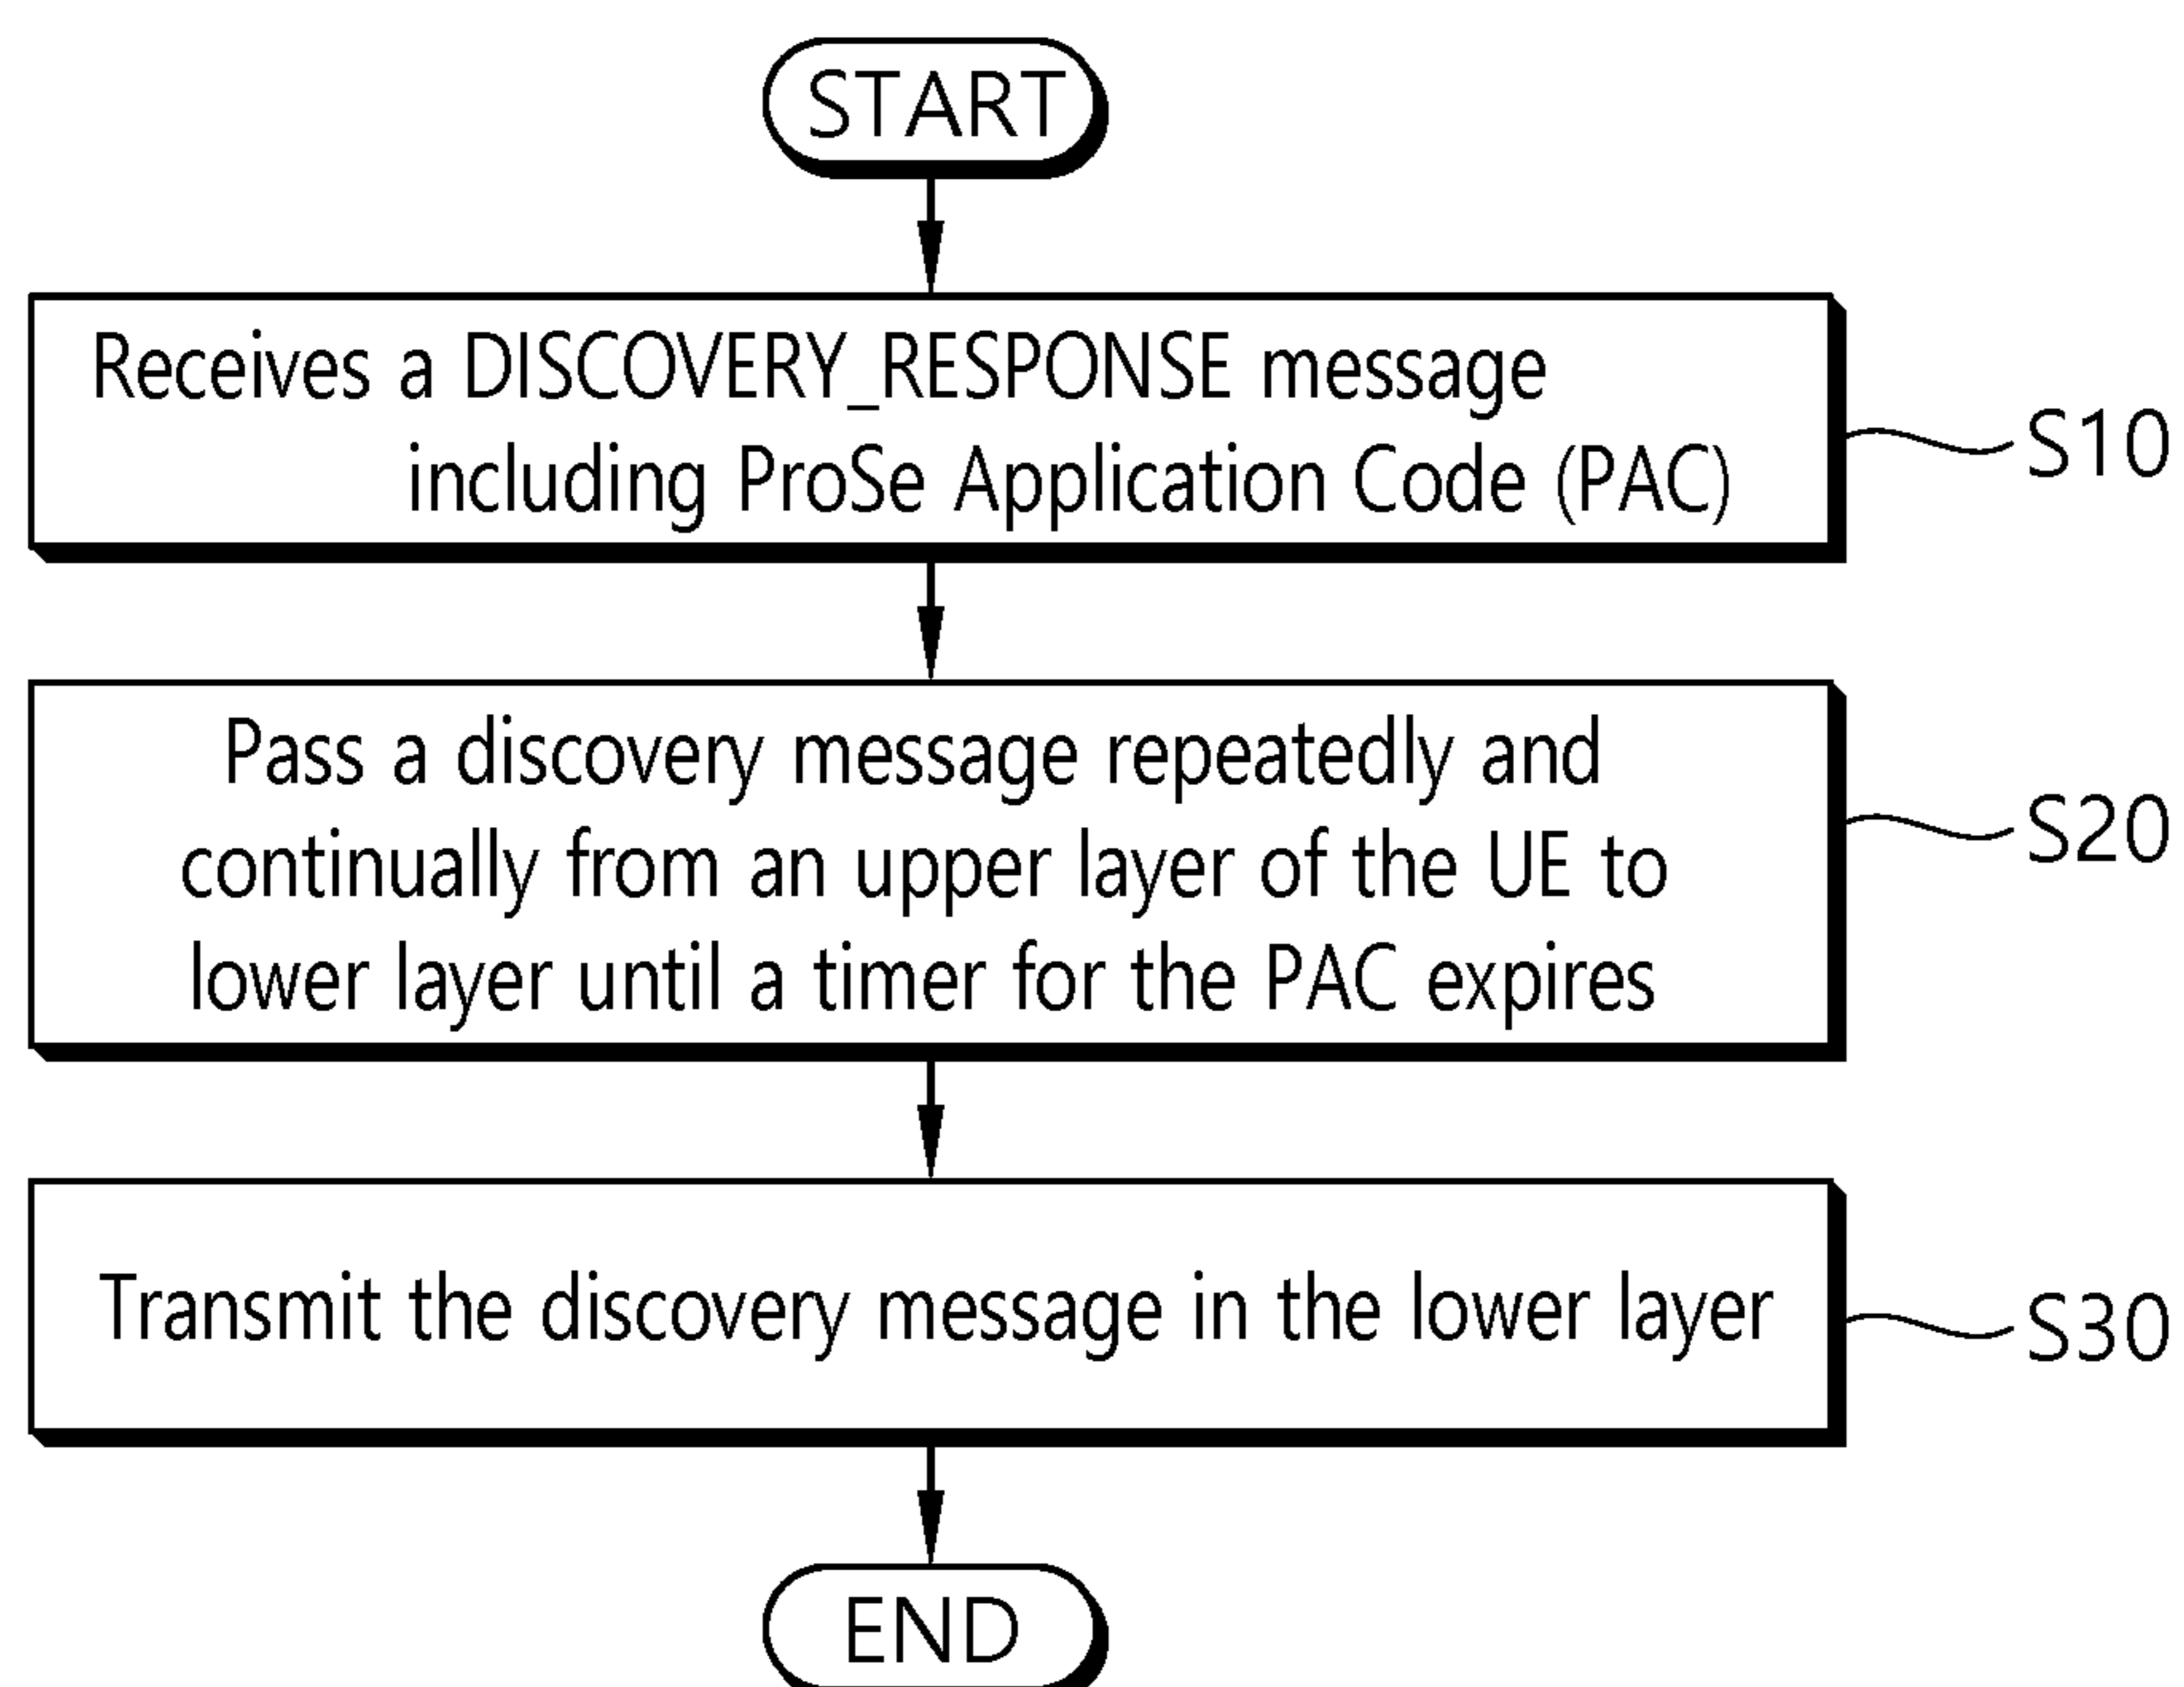 START
Receives a DISCOVERY_RESPONSE message
including ProSe Application Code (PAC)
S10
Pass a discovery message repeatedly and
continually from an upper layer of the UE to
lower layer until a timer for the PAC expires
S20
Transmit the discovery message in the lower layer
S30
END